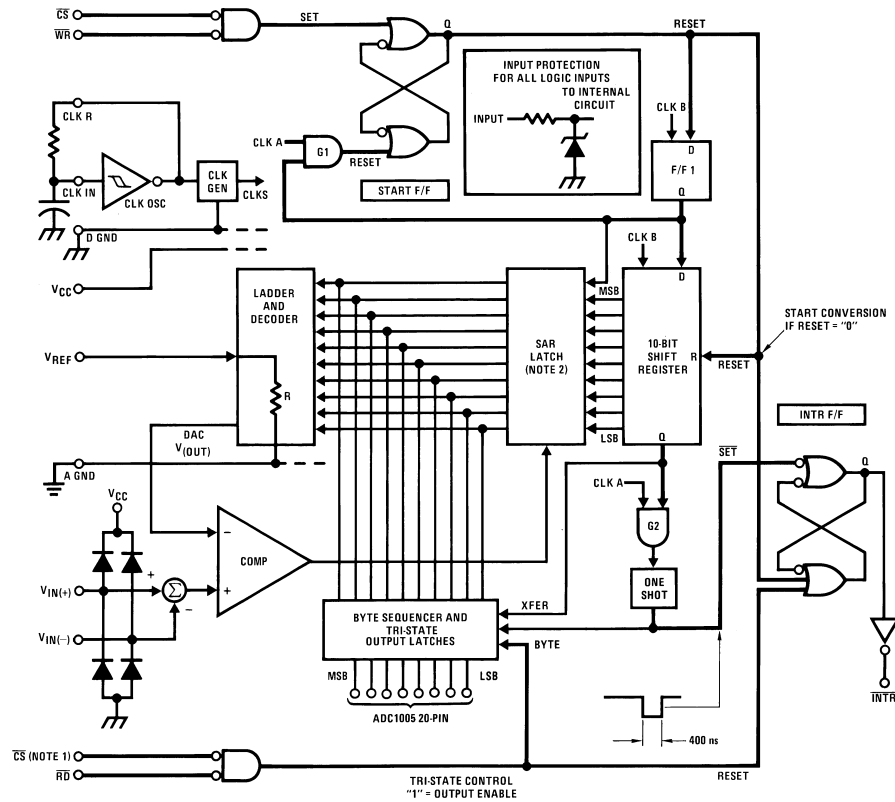 CS
WR
SET
Q
RESET
INPUT PROTECTION
FOR ALL LOGIC INPUTS
TO INTERNAL
CIRCUIT
INPUT
CLK R
CLK IN
CLK OSC
CLK
GEN
CLKS
D GND
CLK A
G1
RESET
START F/F
CLK B
D
F/F 1
Q
CLK B
VCC
VREF
LADDER
AND
DECODER
R
DAC
V(OUT)
A GND
SAR
LATCH
(NOTE 2)
MSB
LSB
D
10-BIT
SHIFT
REGISTER
R
Q
RESET
START CONVERSION
IF RESET = "0"
INTR F/F
SET
Q
CLK A
G2
ONE
SHOT
VCC
VIN(+)
VIN(−)
+
−
Σ
−
+
COMP
BYTE SEQUENCER AND
TRI-STATE
OUTPUT LATCHES
XFER
BYTE
MSB
LSB
ADC1005 20-PIN
400 ns
INTR
CS (NOTE 1)
RD
TRI-STATE CONTROL
"1" = OUTPUT ENABLE
RESET